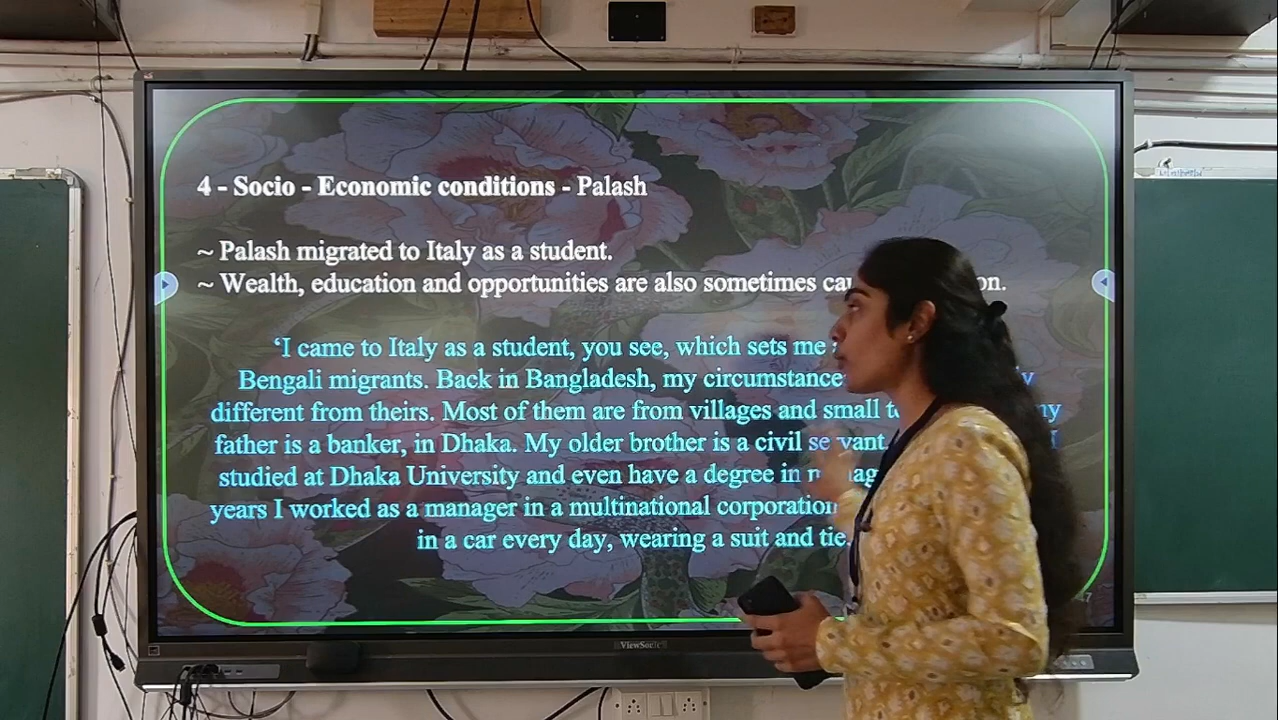 4 - Socio - Economic conditions - Palash
~ Palash migrated to Italy as a student.
~ Wealth, education and opportunities are also sometimes
'I came to Italy as a student, you see, which sets me
Bengali migrants. Back in Bangladesh, my
different from theirs. Most of them are from villages and small
father is a banker, in Dhaka. My older brother is a civil servant.
studied at Dhaka University and even have a degree in
years I worked as a manager in a multinational
in a car every day, wearing a suit and tie.
ViewSonic
7